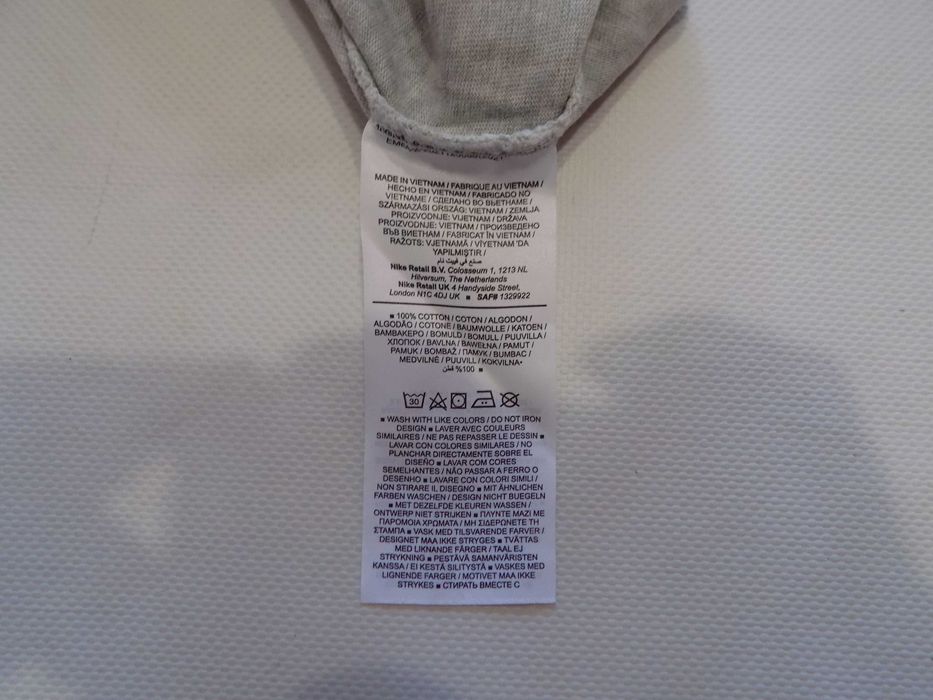 MADE IN VIETNAM / FABRIQUE AU VIETNAM /
HECHO EN VIETNAM / FABRICADO NO
VIETNAME / СДЕЛАНО ВО ВЬЕТНАМЕ /
SZÁRMAZÁSI ORSZÁG: VIETNAM / ZEMLJA
PROIZVODNJE: VIJETNAM / DRŽAVA
PROIZVODNJE: VIETNAM / ПРОИЗВЕДЕНО
ВЪВ ВИЕТНАМ / FABRICAT ÎN VIETNAM /
RAŽOTS: VJETNAMĀ / VİYETNAM 'DA
YAPILMIŞTIR /
صنع في فييت نام
Nike Retail B.V. Colosseum 1, 1213 NL
Hilversum, The Netherlands
Nike Retail UK 4 Handyside Street,
London N1C 4DJ UK ■ SAF# 1329922
■ 100% COTTON / COTON / ALGODON /
ALGODÃO / COTONE / BAUMWOLLE / KATOEN /
ΒΑΜΒΑΚΕΡΟ / BOMULD / BOMULL / PUUVILLA /
ХЛОПОК / BAVLNA / BAWEŁNA / PAMUT /
PAMUK / BOMBAŽ / ПАМУК / BUMBAC /
MEDVILNĖ / PUUVILL / KOKVILNA•
%100 قطن ■
30
■ WASH WITH LIKE COLORS / DO NOT IRON
DESIGN ■ LAVER AVEC COULEURS
SIMILAIRES / NE PAS REPASSER LE DESSIN ■
LAVAR CON COLORES SIMILARES / NO
PLANCHAR DIRECTAMENTE SOBRE EL
DISEÑO ■ LAVAR COM CORES
SEMELHANTES / NÃO PASSAR A FERRO O
DESENHO ■ LAVARE CON COLORI SIMILI /
NON STIRARE IL DISEGNO ■ MIT ÄHNLICHEN
FARBEN WASCHEN / DESIGN NICHT BUEGELN
■ MET DEZELFDE KLEUREN WASSEN /
ONTWERP NIET STRIJKEN ■ ΠΛΥΝΤΕ ΜΑΖΙ ΜΕ
ΠΑΡΟΜΟΙΑ ΧΡΩΜΑΤΑ / ΜΗ ΣΙΔΕΡΩΝΕΤΕ ΤΗ
ΣΤΑΜΠΑ ■ VASK MED TILSVARENDE FARVER /
DESIGNET MAA IKKE STRYGES ■ TVÄTTAS
MED LIKNANDE FÄRGER / TAAL EJ
STRYKNING ■ PESTÄVÄ SAMANVÄRISTEN
KANSSA / EI KESTÄ SILITYSTÄ ■ VASKES MED
LIGNENDE FARGER / MOTIVET MAA IKKE
STRYKES ■ СТИРАТЬ ВМЕСТЕ С